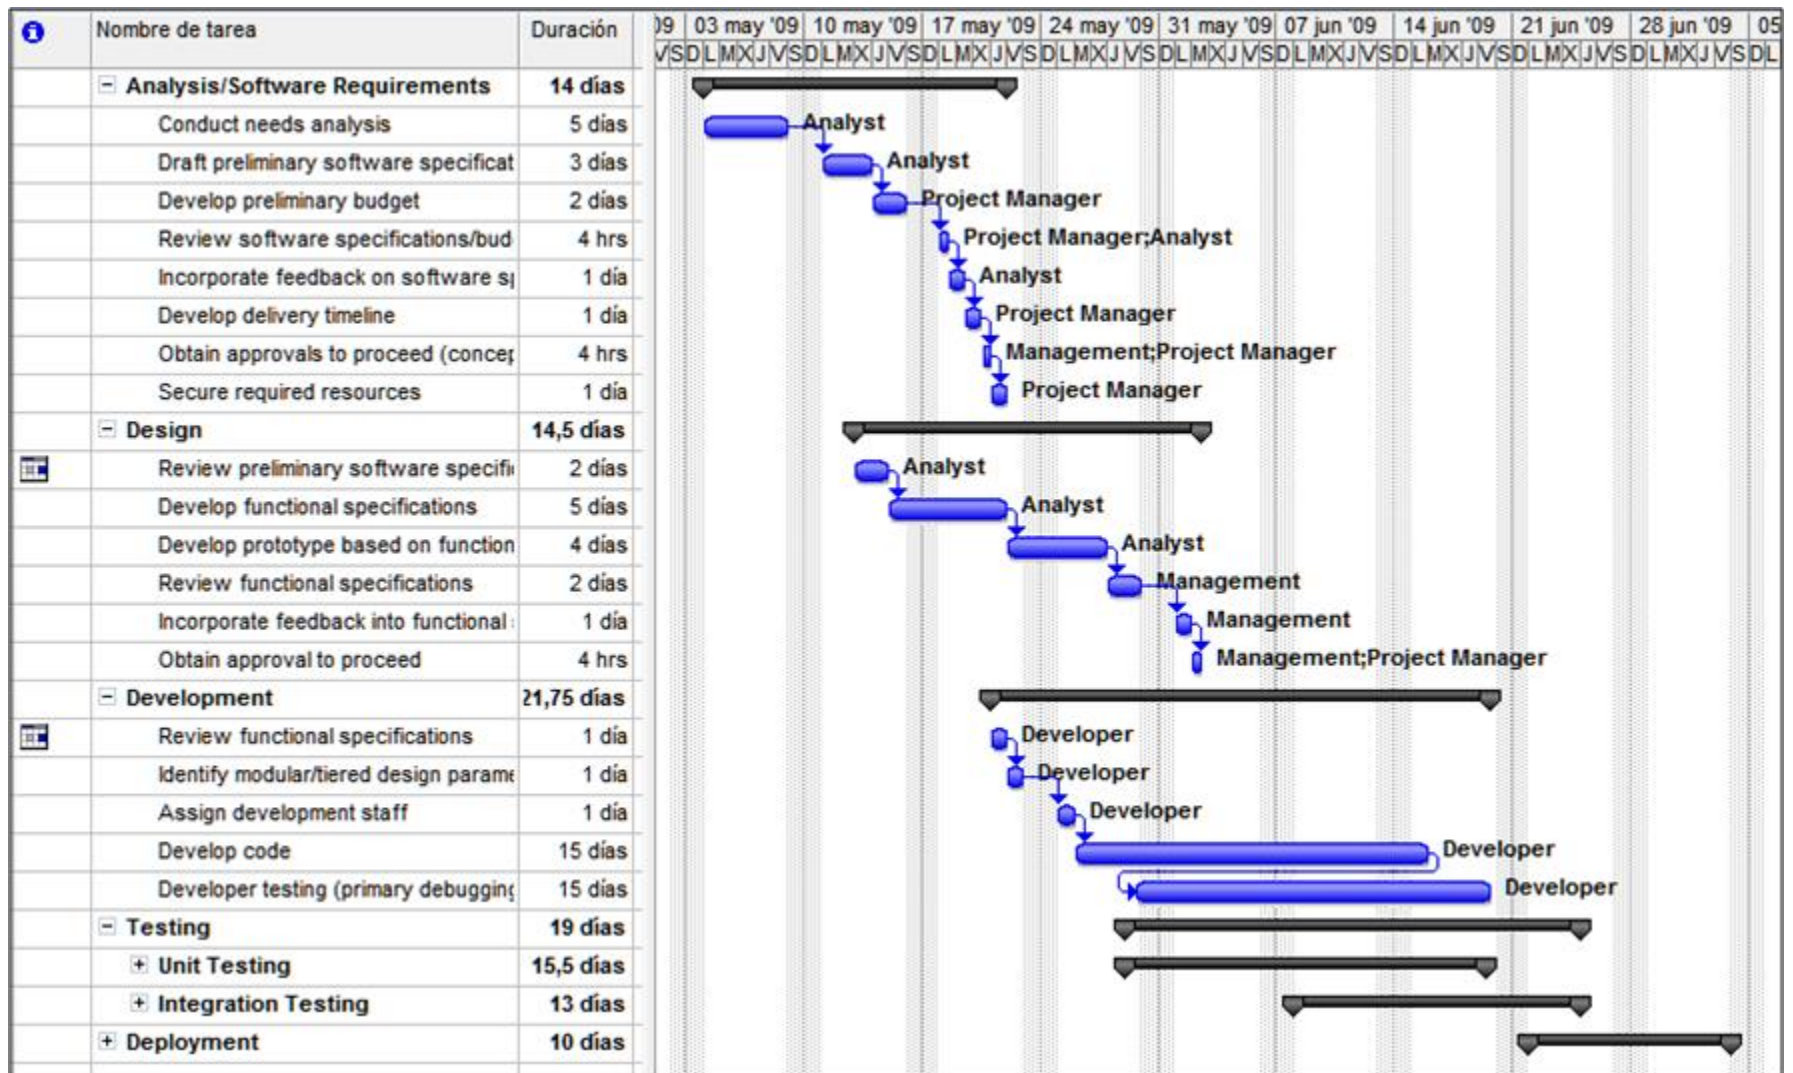 Nombre de tarea Duración 09 03 may '09 10 may '09 17 may '09 24 may '09 31 may '09 07 jun '09 14 jun '09 21 jun '09 28 jun '09 05
V S D L M X J V S D L M X J V S D L M X J V S D L M X J V S D L M X J V S D L M X J V S D L M X J V S D L M X J V S D L M X J V S D L
Analysis/Software Requirements 14 días
Conduct needs analysis 5 días Analyst
Draft preliminary software specificat 3 días Analyst
Develop preliminary budget 2 días Project Manager
Review software specifications/bud 4 hrs Project Manager;Analyst
Incorporate feedback on software sp 1 día Analyst
Develop delivery timeline 1 día Project Manager
Obtain approvals to proceed (concep 4 hrs Management;Project Manager
Secure required resources 1 día Project Manager
Design 14,5 días
Review preliminary software specifi 2 días Analyst
Develop functional specifications 5 días Analyst
Develop prototype based on function 4 días Analyst
Review functional specifications 2 días Management
Incorporate feedback into functional 1 día Management
Obtain approval to proceed 4 hrs Management;Project Manager
Development 21,75 días
Review functional specifications 1 día Developer
Identify modular/tiered design parame 1 día Developer
Assign development staff 1 día Developer
Develop code 15 días Developer
Developer testing (primary debugging 15 días Developer
Testing 19 días
Unit Testing 15,5 días
Integration Testing 13 días
Deployment 10 días